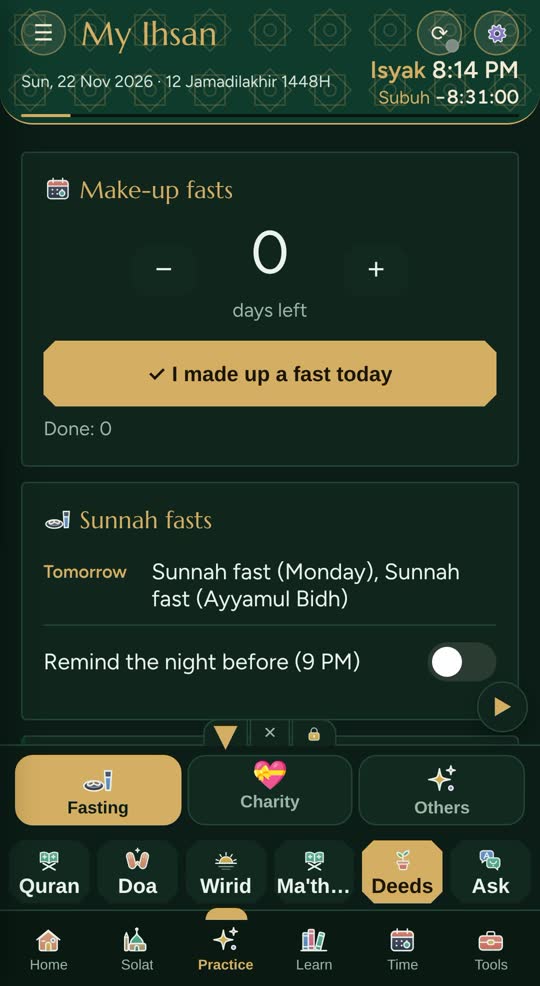 My Ihsan
Sun, 22 Nov 2026 · 12 Jamadilakhir 1448H
Isyak 8:14 PM
Subuh −8:31:00
Make-up fasts
− 0 +
days left
✓ I made up a fast today
Done: 0
Sunnah fasts
Tomorrow Sunnah fast (Monday), Sunnah
fast (Ayyamul Bidh)
Remind the night before (9 PM)
Fasting Charity Others
Quran Doa Wirid Ma'th... Deeds Ask
Home Solat Practice Learn Time Tools